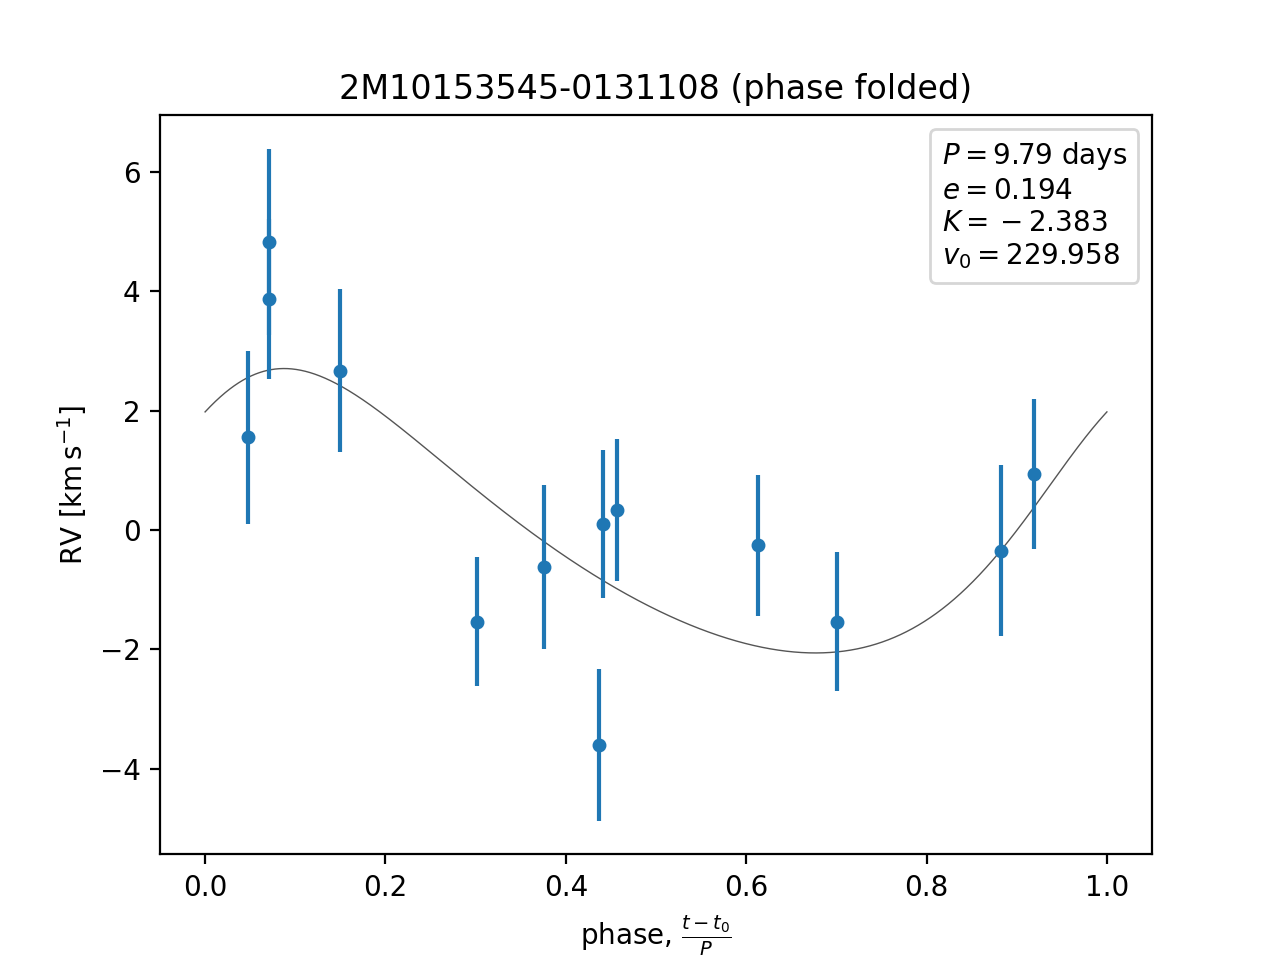 2M10153545-0131108 (phase folded)
P = 9.79 days
e = 0.194
K = −2.383
v₀ = 229.958
RV [km s⁻¹]
6
4
2
0
−2
−4
0.0 0.2 0.4 0.6 0.8 1.0
phase, (t − t₀)/P